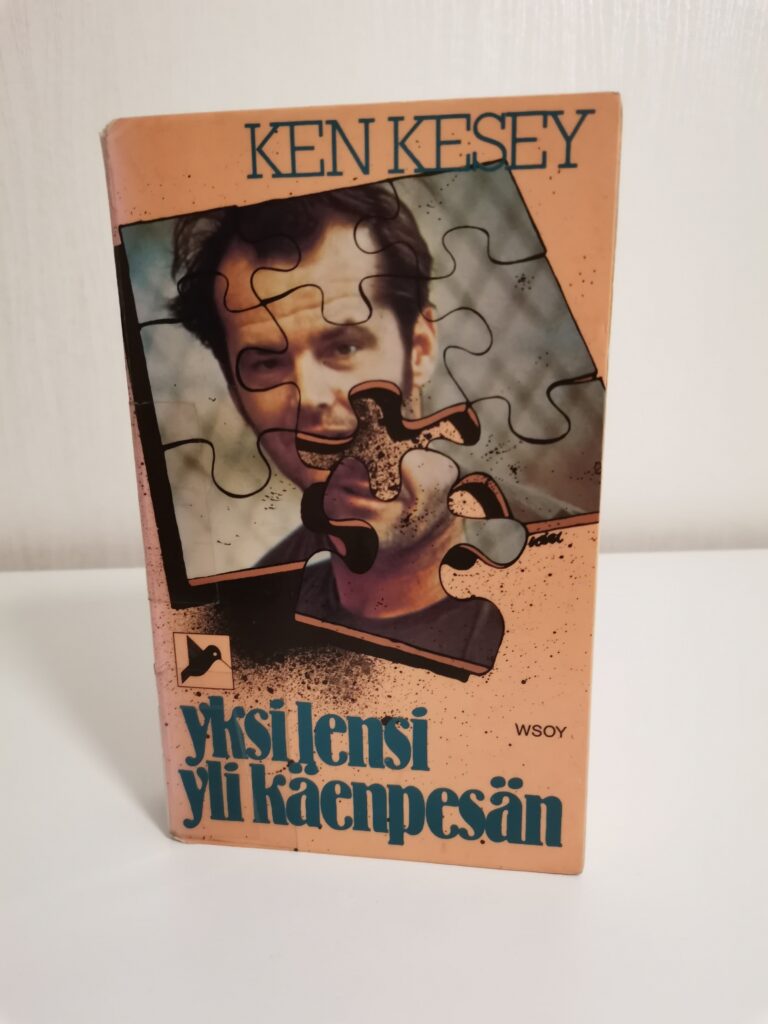 KEN KESEY
WSOY
yksi lensi
yli käenpesän